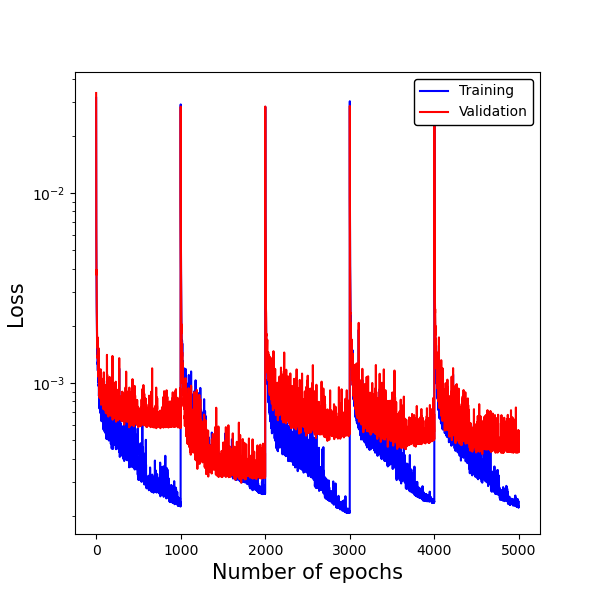 Training
Validation
10⁻²
10⁻³
Loss
0 1000 2000 3000 4000 5000
Number of epochs